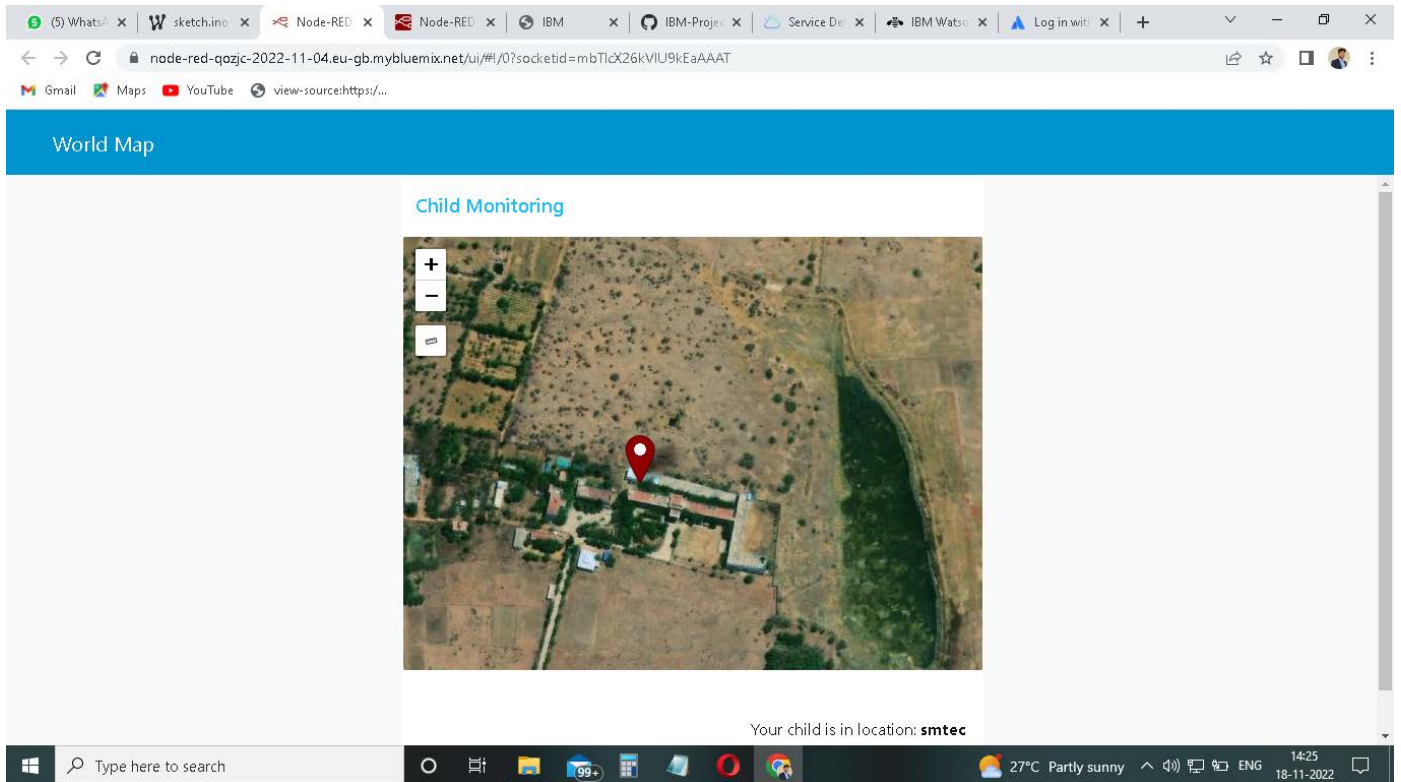 (5) WhatsA
sketch.ino
Node-RED
Node-RED
IBM
IBM-Projec
Service Det
IBM Watso
Log in with
node-red-qozjc-2022-11-04.eu-gb.mybluemix.net/ui/#!/0?socketid=
Gmail
Maps
YouTube
view-source:https:/...
World Map
Child Monitoring
+
−
Your child is in location: smtec
Type here to search
99+
27°C Partly sunny
ENG
14:25
18-11-2022